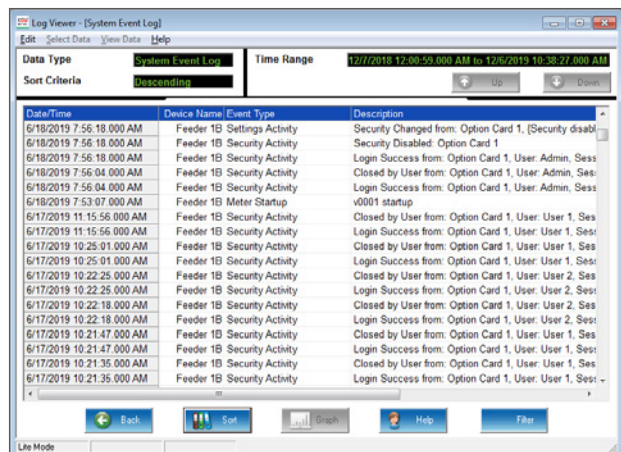 Log Viewer - [System Event Log]
Edit Select Data View Data Help
Data Type System Event Log Time Range 12/7/2018 12:00:59.000 AM to 12/6/2019 10:38:27.000 AM
Sort Criteria Descending Up Down
Date/Time Device Name Event Type Description
6/18/2019 7:56:18.000 AM Feeder 1B Settings Activity Security Changed from: Option Card 1, {Security disabl
6/18/2019 7:56:18.000 AM Feeder 1B Security Activity Security Disabled: Option Card 1
6/18/2019 7:56:18.000 AM Feeder 1B Security Activity Login Success from: Option Card 1, User: Admin, Sess
6/18/2019 7:56:04.000 AM Feeder 1B Security Activity Closed by User from: Option Card 1, User: Admin, Ses
6/18/2019 7:56:04.000 AM Feeder 1B Security Activity Login Success from: Option Card 1, User: Admin, Sess
6/18/2019 7:53:07.000 AM Feeder 1B Meter Startup v0001 startup
6/17/2019 11:15:56.000 AM Feeder 1B Security Activity Closed by User from: Option Card 1, User: User 1, Ses
6/17/2019 11:15:56.000 AM Feeder 1B Security Activity Login Success from: Option Card 1, User: User 1, Sess
6/17/2019 10:25:01.000 AM Feeder 1B Security Activity Closed by User from: Option Card 1, User: User 1, Ses
6/17/2019 10:25:01.000 AM Feeder 1B Security Activity Login Success from: Option Card 1, User: User 1, Sess
6/17/2019 10:22:25.000 AM Feeder 1B Security Activity Closed by User from: Option Card 1, User: User 2, Ses
6/17/2019 10:22:25.000 AM Feeder 1B Security Activity Login Success from: Option Card 1, User: User 2, Sess
6/17/2019 10:22:18.000 AM Feeder 1B Security Activity Closed by User from: Option Card 1, User: User 2, Ses
6/17/2019 10:22:18.000 AM Feeder 1B Security Activity Login Success from: Option Card 1, User: User 2, Sess
6/17/2019 10:21:47.000 AM Feeder 1B Security Activity Closed by User from: Option Card 1, User: User 1, Ses
6/17/2019 10:21:47.000 AM Feeder 1B Security Activity Login Success from: Option Card 1, User: User 1, Sess
6/17/2019 10:21:35.000 AM Feeder 1B Security Activity Closed by User from: Option Card 1, User: User 1, Ses
6/17/2019 10:21:35.000 AM Feeder 1B Security Activity Login Success from: Option Card 1, User: User 1, Sess
Back Sort Graph Help Filter
Lite Mode